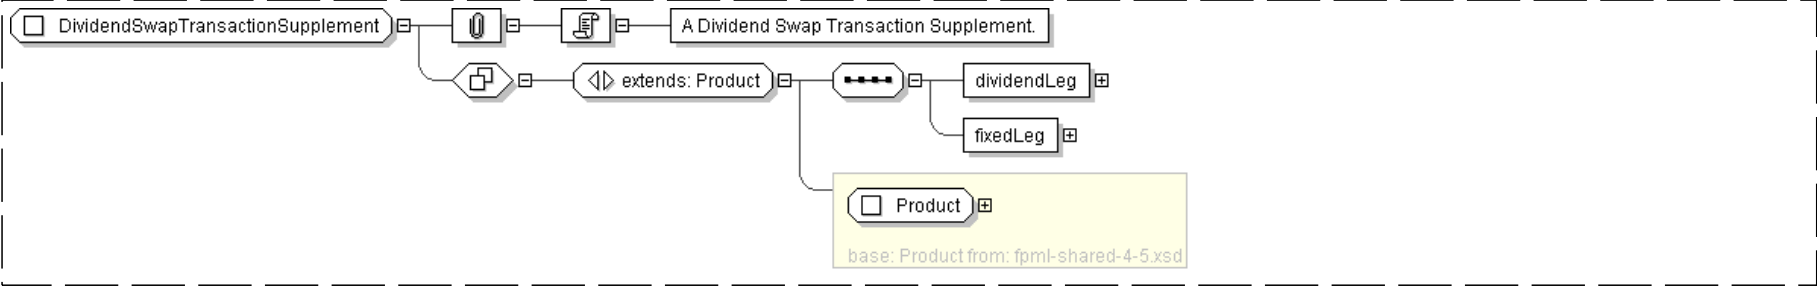 DividendSwapTransactionSupplement
A Dividend Swap Transaction Supplement.
extends: Product
dividendLeg
fixedLeg
Product
base: Product from: fpml-shared-4-5.xsd